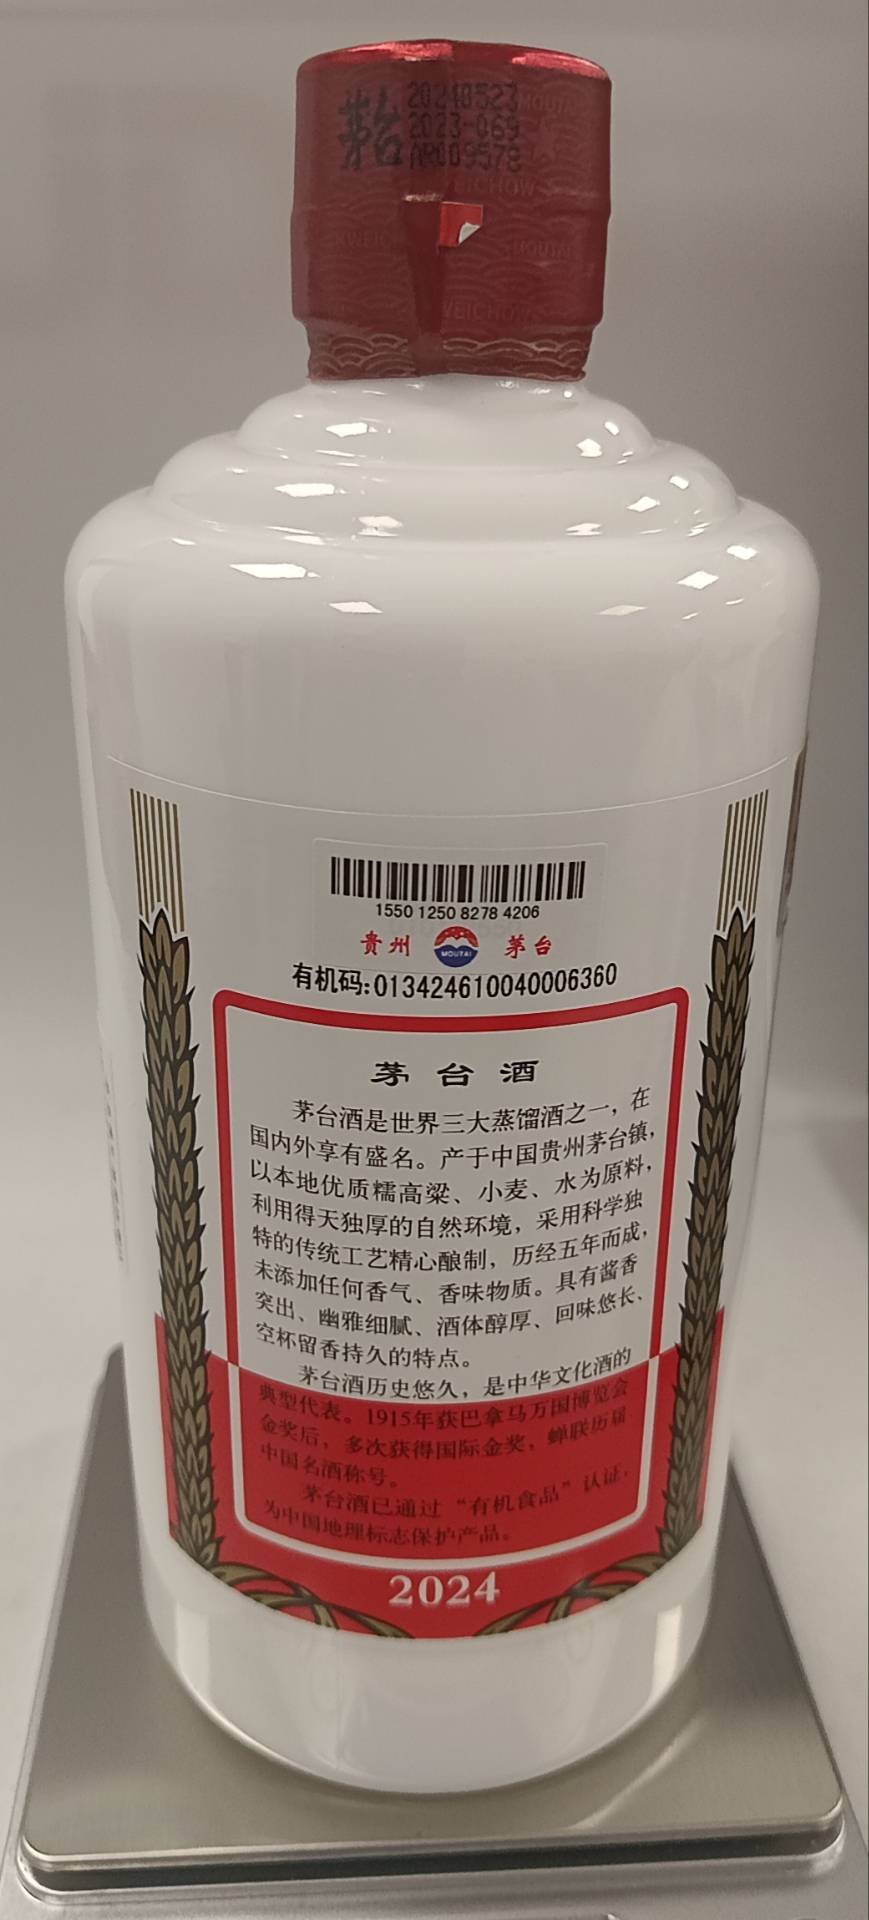 茅台
20240523
2023-069
AR009578
MOUTAI
KWEICHOW
MOUTAI
1550 1250 8278 4206
贵州 MOUTAI 茅台
有机码:013424610040006360
茅台酒
茅台酒是世界三大蒸馏酒之一，在
国内外享有盛名。产于中国贵州茅台镇，
以本地优质糯高粱、小麦、水为原料，
利用得天独厚的自然环境，采用科学独
特的传统工艺精心酿制，历经五年而成，
未添加任何香气、香味物质。具有酱香
突出、幽雅细腻、酒体醇厚、回味悠长、
空杯留香持久的特点。
茅台酒历史悠久，是中华文化酒的
典型代表。1915年获巴拿马万国博览会
金奖后，多次获得国际金奖，蝉联历届
中国名酒称号。
茅台酒已通过“有机食品”认证，
为中国地理标志保护产品。
2024